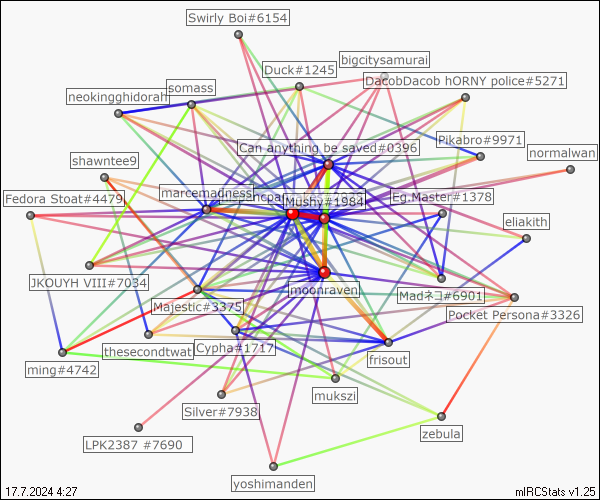 Swirly Boi#6154
bigcitysamurai
Duck#1245
DacobDacob hORNY police#5271
somass
neokingghidorah
Pikabro#9971
Can anything be saved#0396
normalwan
shawntee9
marcemadness
Mushy#1984
Eg.Master#1378
Fedora Stoat#4479
eliakith
JKOUYH VIII#7034
moonraven
Madネコ#6901
Majestic#3375
Pocket Persona#3326
thesecondtwat
Cypha#1717
frisout
ming#4742
mukszi
Silver#7938
zebula
LPK2387 #7690
yoshimanden
17.7.2024 4:27
mIRCStats v1.25